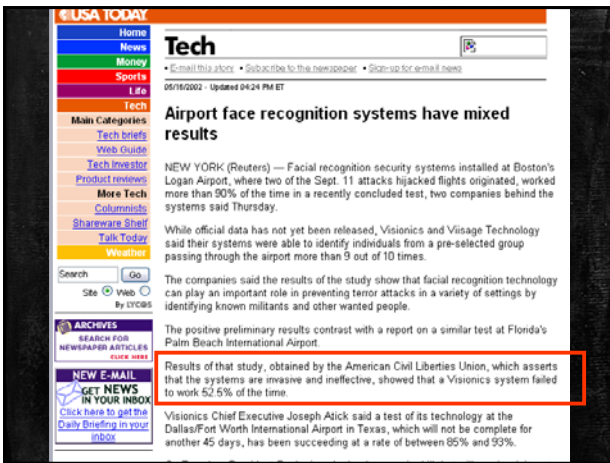 USA TODAY
Home
News
Money
Sports
Life
Tech
Main Categories
Tech briefs
Web Guide
Tech Investor
Product reviews
More Tech
Columnists
Shareware Shelf
Talk Today
Weather
Search Go
Site Web
By LYCOS
ARCHIVES
SEARCH FOR
NEWSPAPER ARTICLES
CLICK HERE
NEW E-MAIL
GET NEWS
IN YOUR INBOX
Click here to get the
Daily Briefing in your
inbox
Tech
• E-mail this story • Subscribe to the newspaper • Sign-up for e-mail news
05/16/2002 - Updated 04:24 PM ET
Airport face recognition systems have mixed
results
NEW YORK (Reuters) — Facial recognition security systems installed at Boston's
Logan Airport, where two of the Sept. 11 attacks hijacked flights originated, worked
more than 90% of the time in a recently concluded test, two companies behind the
systems said Thursday.
While official data has not yet been released, Visionics and Viisage Technology
said their systems were able to identify individuals from a pre-selected group
passing through the airport more than 9 out of 10 times.
The companies said the results of the study show that facial recognition technology
can play an important role in preventing terror attacks in a variety of settings by
identifying known militants and other wanted people.
The positive preliminary results contrast with a report on a similar test at Florida's
Palm Beach International Airport.
Results of that study, obtained by the American Civil Liberties Union, which asserts
that the systems are invasive and ineffective, showed that a Visionics system failed
to work 52.5% of the time.
Visionics Chief Executive Joseph Atick said a test of its technology at the
Dallas/Fort Worth International Airport in Texas, which will not be complete for
another 45 days, has been succeeding at a rate of between 85% and 93%.